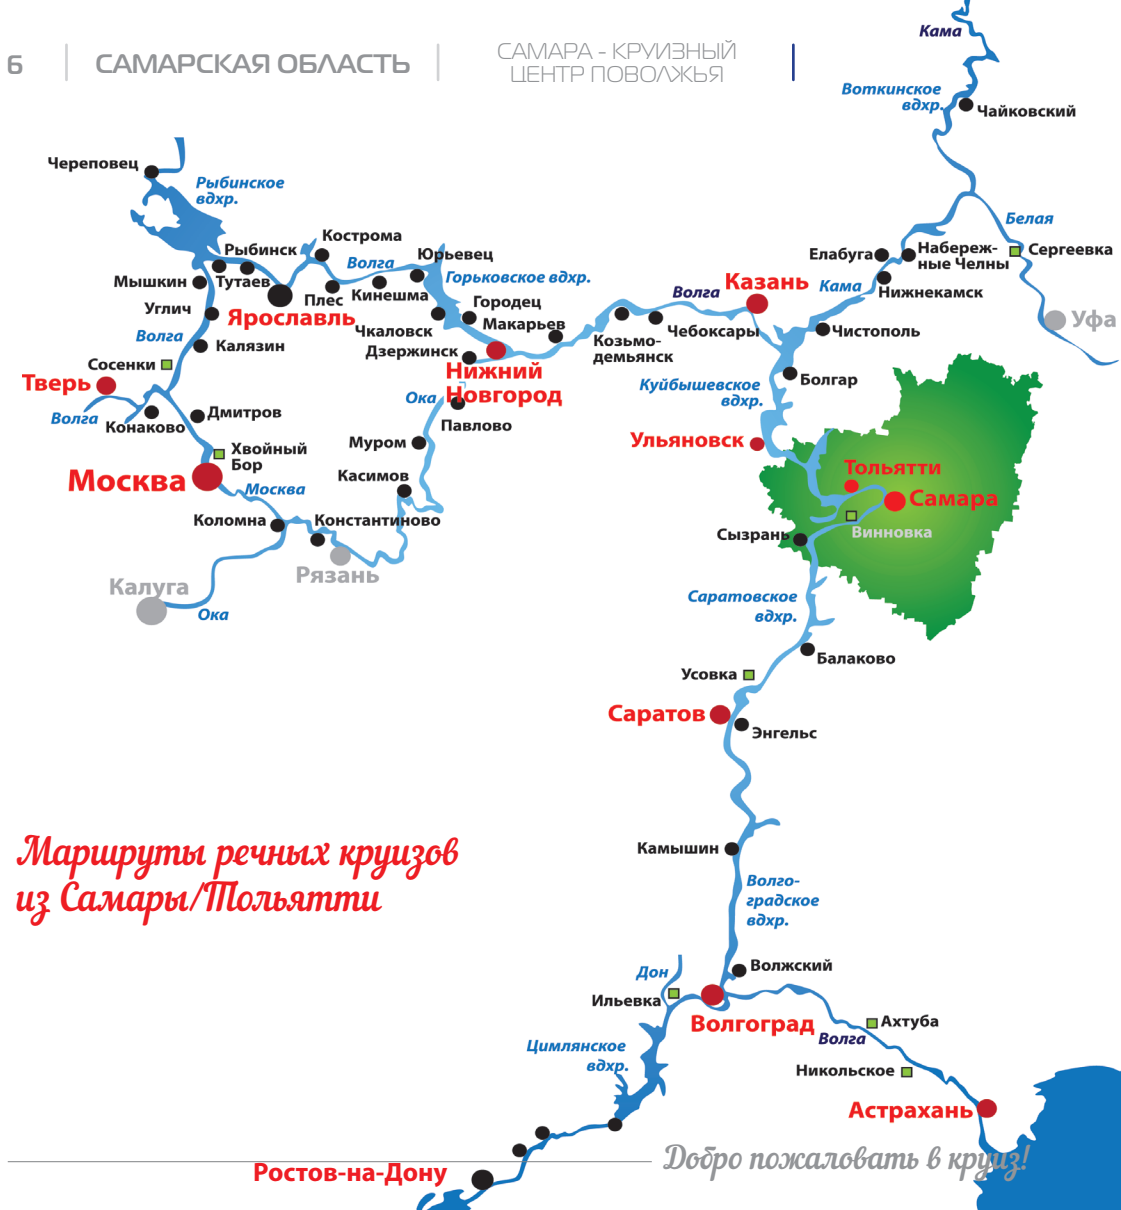 6
САМАРСКАЯ ОБЛАСТЬ
САМАРА - КРУИЗНЫЙ
ЦЕНТР ПОВОЛЖЬЯ
Кама
Воткинское
вдхр.
Чайковский
Череповец
Рыбинское
вдхр.
Белая
Кострома
Рыбинск
Юрьевец
Волга
Елабуга
Набереж-
ные Челны
Сергеевка
Мышкин
Тутаев
Горьковское вдхр.
Казань
Кама
Нижнекамск
Плес
Кинешма
Волга
Углич
Ярославль
Городец
Уфа
Чкаловск
Макарьев
Чебоксары
Чистополь
Волга
Калязин
Дзержинск
Козьмо-
демьянск
Сосенки
Нижний
Новгород
Тверь
Куйбышевское
вдхр.
Болгар
Ока
Волга
Конаково
Дмитров
Павлово
Хвойный
Бор
Муром
Ульяновск
Москва
Касимов
Тольятти
Москва
Самара
Коломна
Константиново
Сызрань
Винновка
Рязань
Калуга
Ока
Саратовское
вдхр.
Балаково
Усовка
Саратов
Энгельс
Маршруты речных круизов
из Самары/Тольятти
Камышин
Волго-
градское
вдхр.
Дон
Волжский
Ильевка
Волгоград
Ахтуба
Волга
Цимлянское
вдхр.
Никольское
Астрахань
Добро пожаловать в круиз!
Ростов-на-Дону